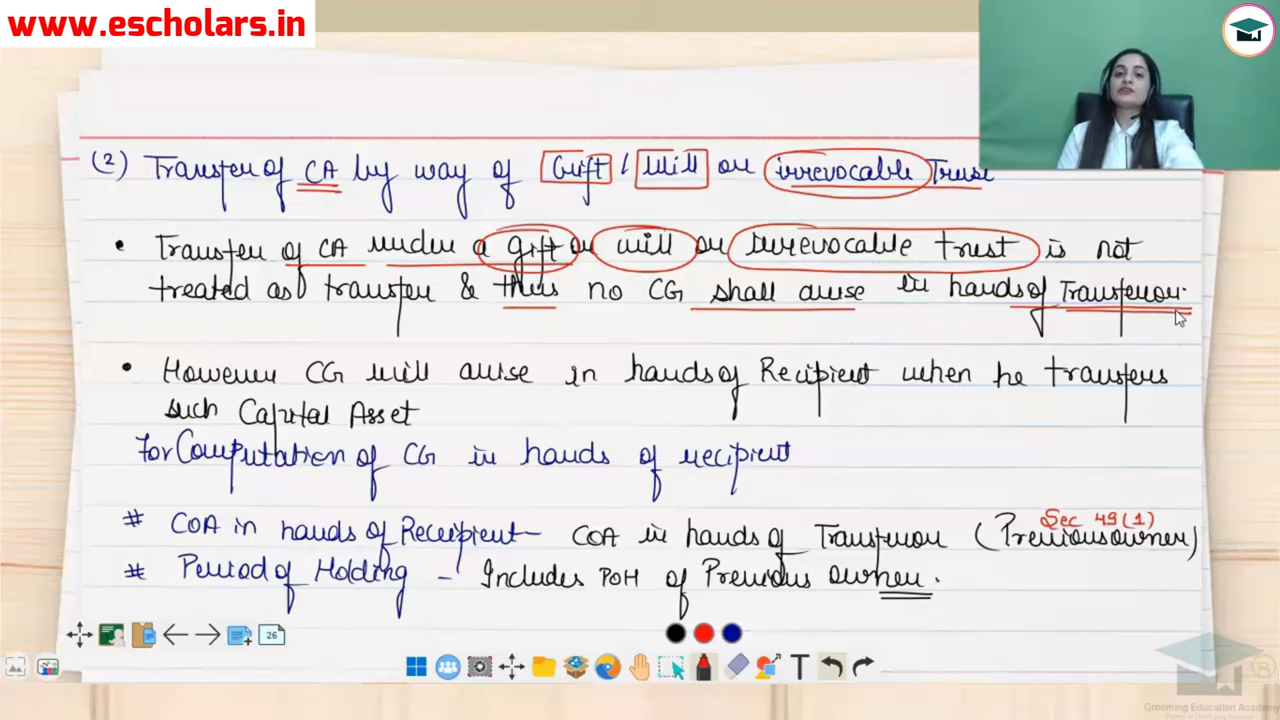 www.escholars.in
(2) Transfer of CA by way of Gift / Will or irrevocable Trust
• Transfer of CA under a gift or will or irrevocable trust is not
treated as transfer & thus no CG shall arise in hands of Transferor.
• However CG will arise in hands of Recipient when he transfers
such Capital Asset
For Computation of CG in hands of recipient
Sec 49(1)
# COA in hands of Receipient - COA in hands of Transferor (Previous owner)
# Period of Holding - Includes POH of Previous owner.
26
T
Grooming Education Academy